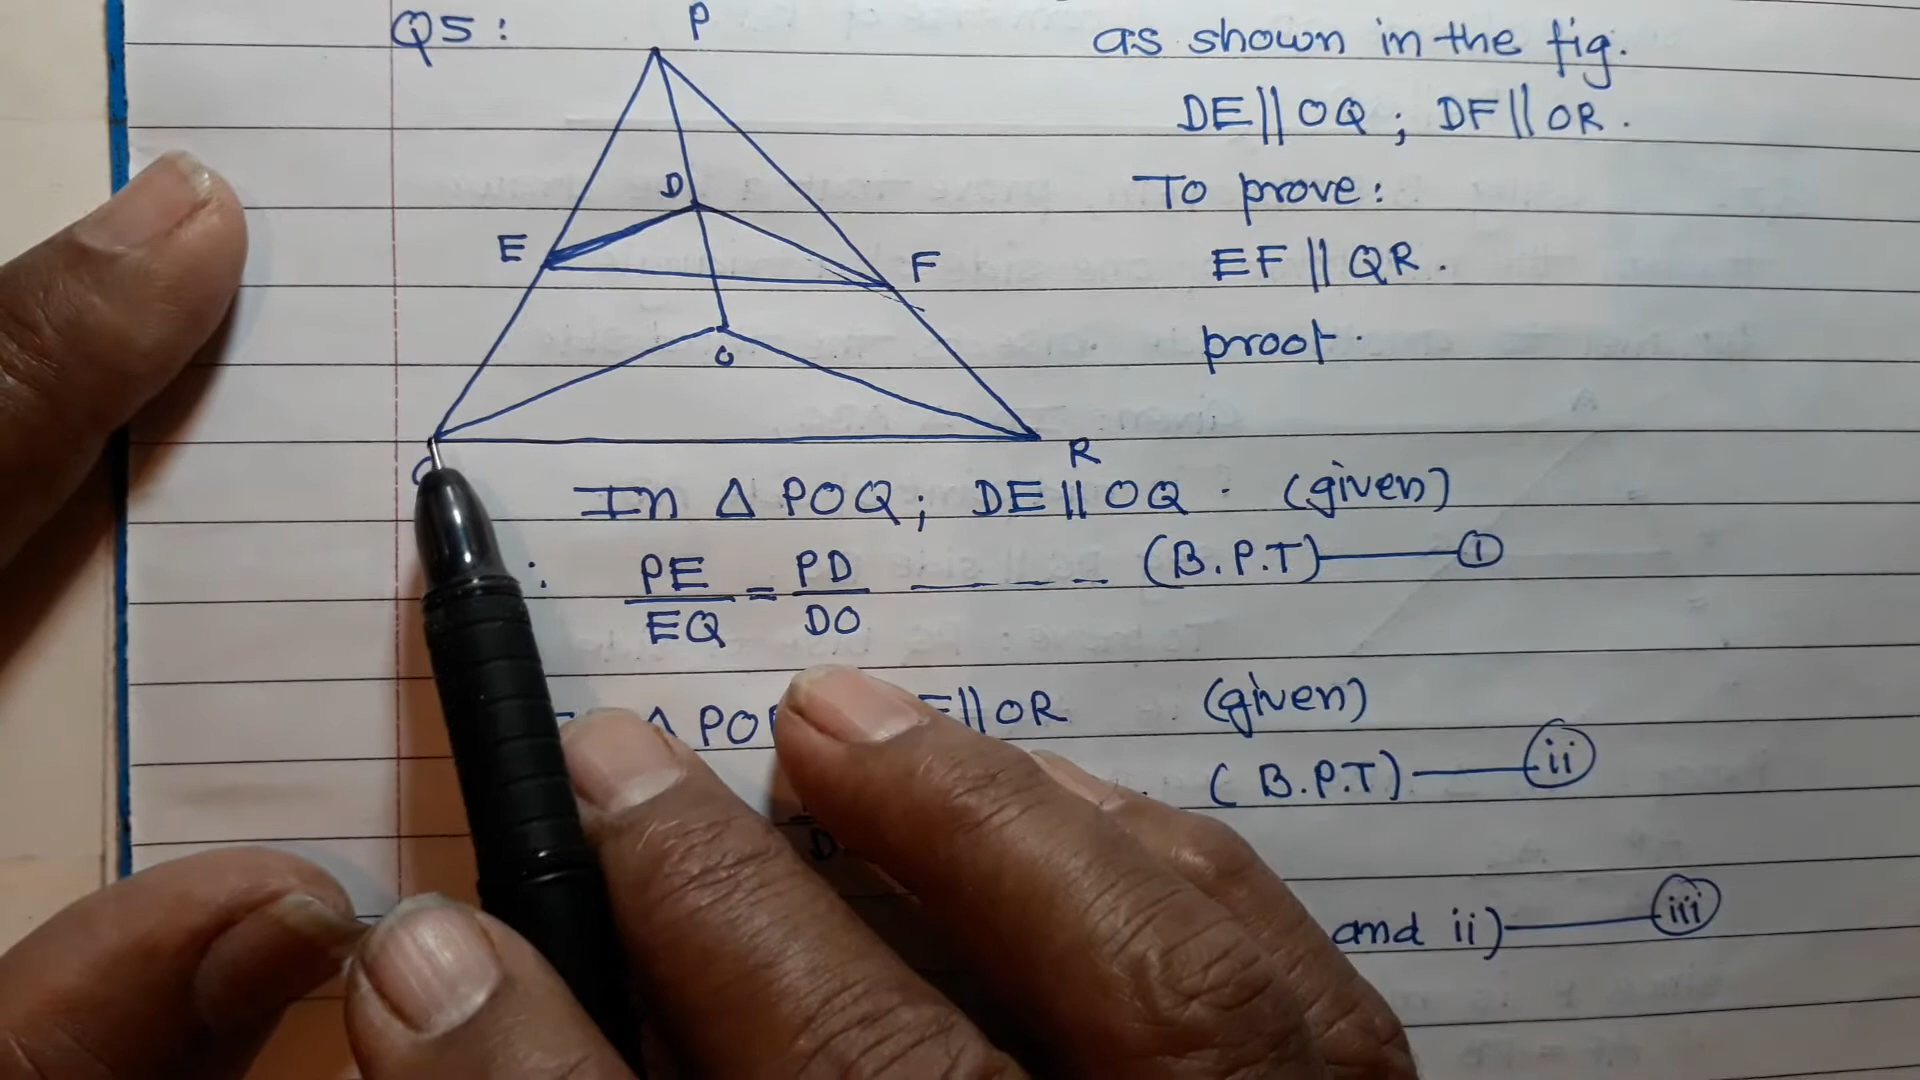 Q5:
P
as shown in the fig.
DE || OQ ; DF || OR.
D
To prove:
E
F
EF || QR.
O
proof.
R
In Δ POQ; DE || OQ. (given)
: PE/EQ = PD/DO ---- (B.P.T) —— i
Δ PO || OR (given)
(B.P.T) —— ii
and ii) —— iii